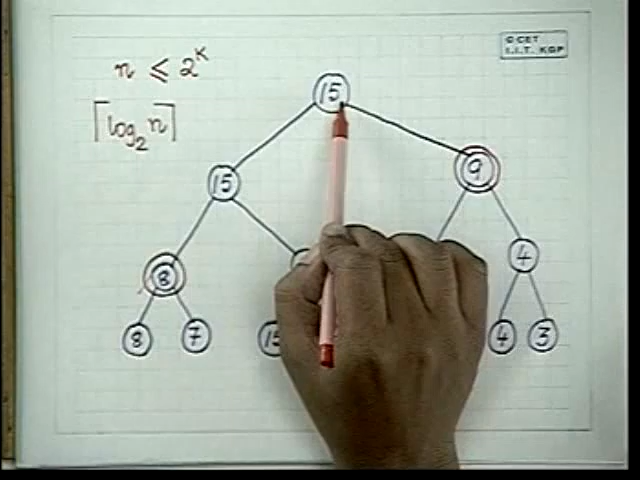 © CET
I.I.T. KGP
n ≤ 2^k
⌈log₂ n⌉
15
15 9
8 4
8 7 15 4 3